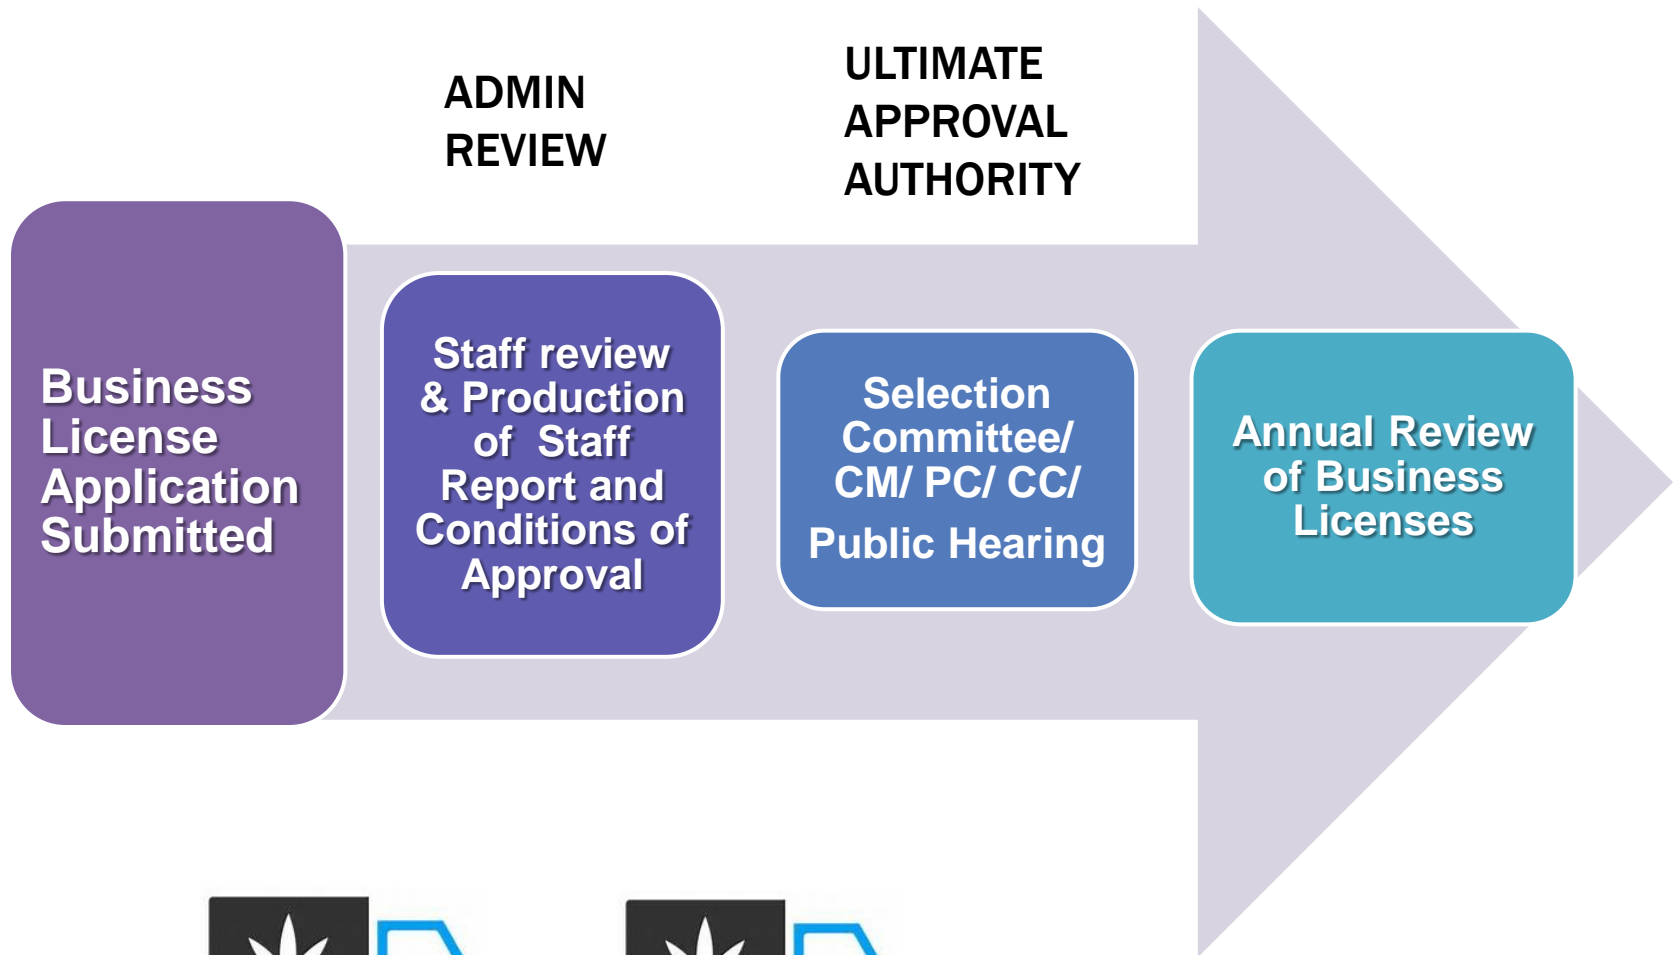 ADMIN
REVIEW
ULTIMATE
APPROVAL
AUTHORITY
Business
License
Application
Submitted
Staff review
& Production
of Staff
Report and
Conditions of
Approval
Selection
Committee/
CM/ PC/ CC/
Public Hearing
Annual Review
of Business
Licenses